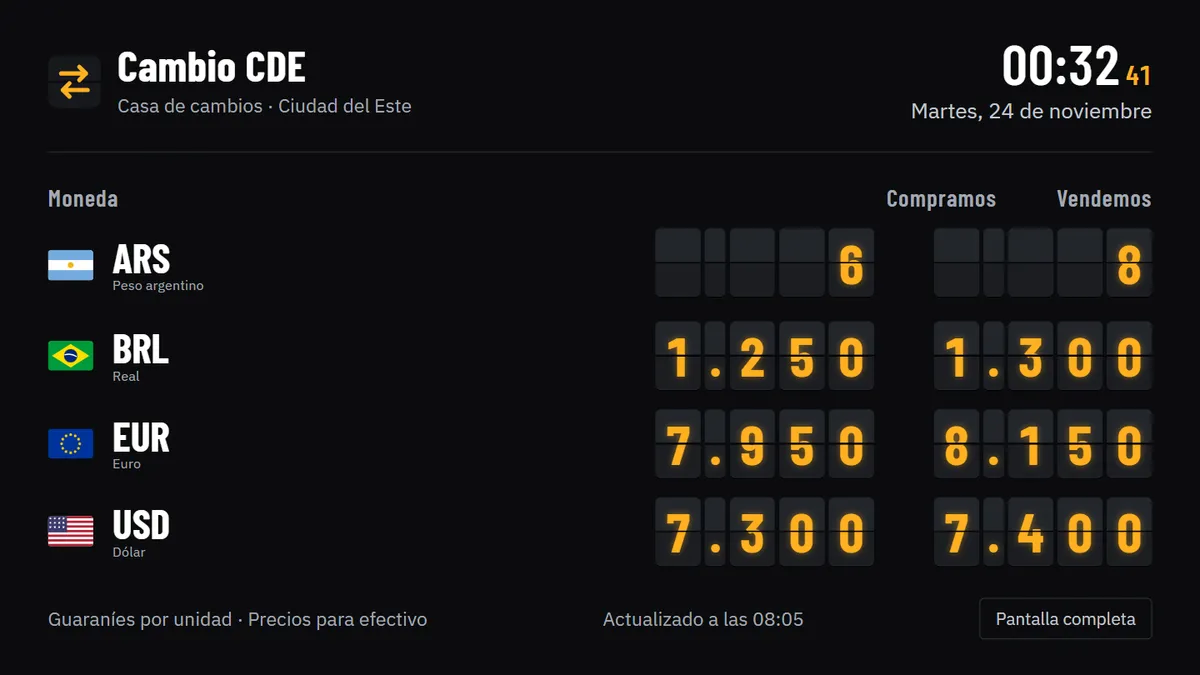 Cambio CDE
Casa de cambios · Ciudad del Este
00:32 41
Martes, 24 de noviembre
Moneda Compramos Vendemos
ARS 6 8
Peso argentino
BRL 1.250 1.300
Real
EUR 7.950 8.150
Euro
USD 7.300 7.400
Dólar
Guaraníes por unidad · Precios para efectivo
Actualizado a las 08:05
Pantalla completa